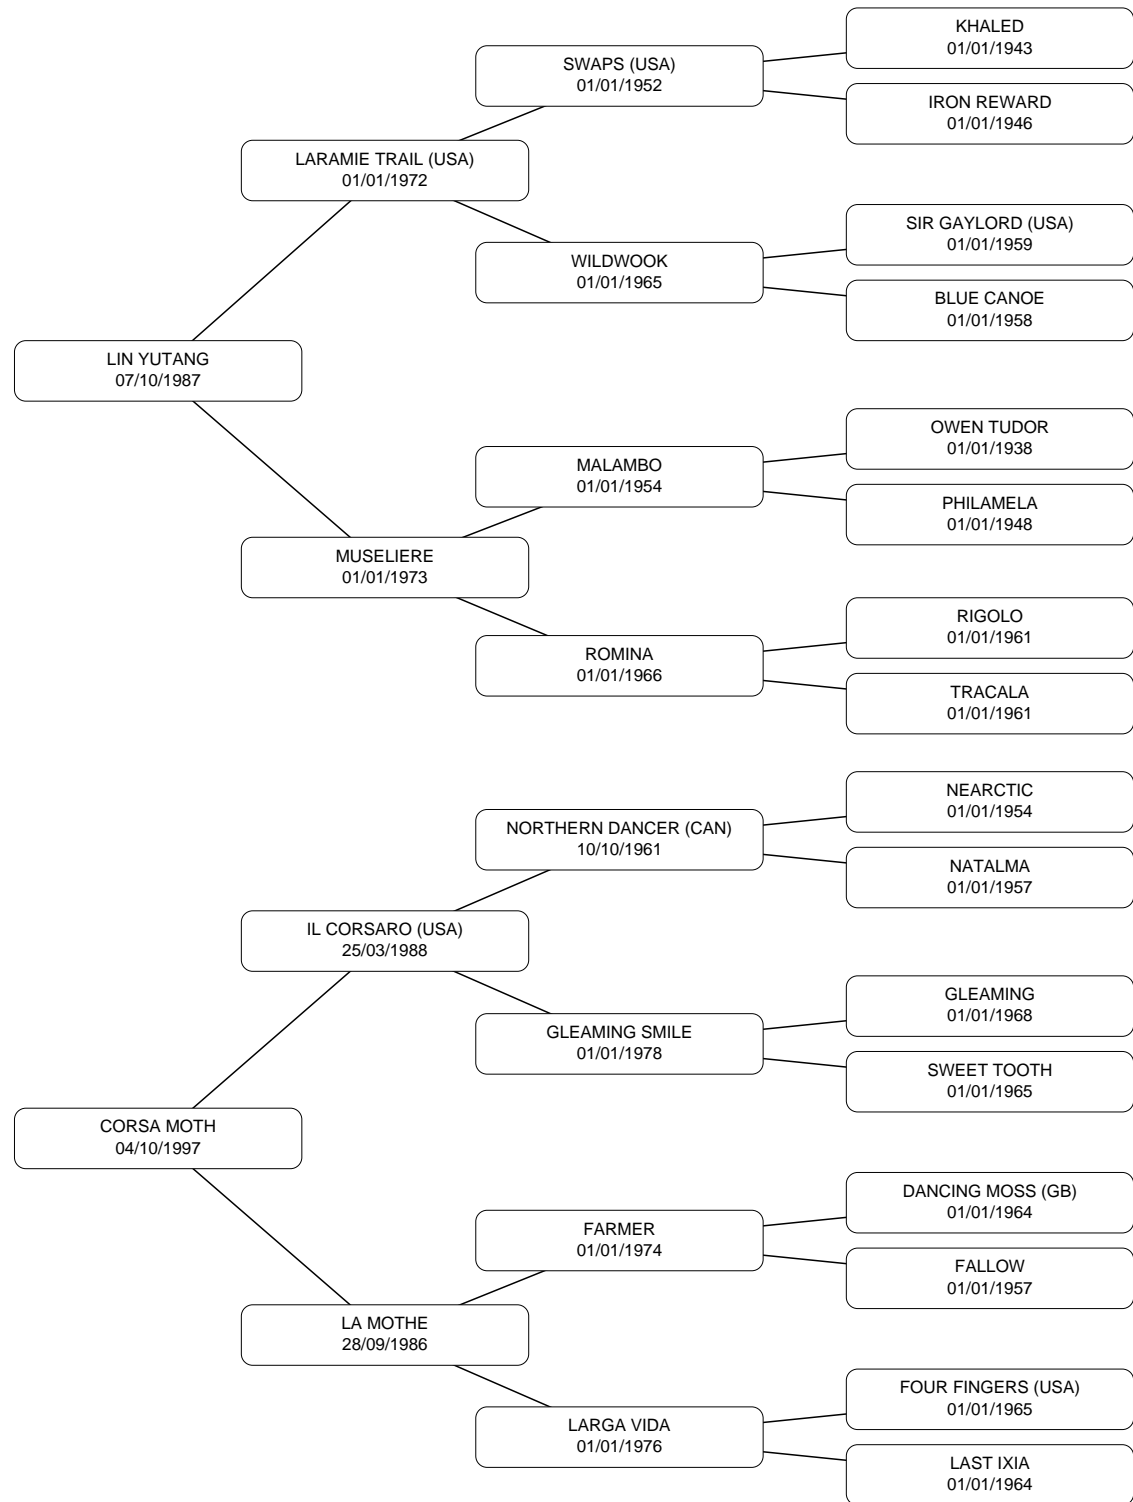 KHALED
01/01/1943
SWAPS (USA)
01/01/1952
IRON REWARD
01/01/1946
LARAMIE TRAIL (USA)
01/01/1972
SIR GAYLORD (USA)
01/01/1959
WILDWOOK
01/01/1965
BLUE CANOE
01/01/1958
LIN YUTANG
07/10/1987
OWEN TUDOR
01/01/1938
MALAMBO
01/01/1954
PHILAMELA
01/01/1948
MUSELIERE
01/01/1973
RIGOLO
01/01/1961
ROMINA
01/01/1966
TRACALA
01/01/1961
NEARCTIC
01/01/1954
NORTHERN DANCER (CAN)
10/10/1961
NATALMA
01/01/1957
IL CORSARO (USA)
25/03/1988
GLEAMING
01/01/1968
GLEAMING SMILE
01/01/1978
SWEET TOOTH
01/01/1965
CORSA MOTH
04/10/1997
DANCING MOSS (GB)
01/01/1964
FARMER
01/01/1974
FALLOW
01/01/1957
LA MOTHE
28/09/1986
FOUR FINGERS (USA)
01/01/1965
LARGA VIDA
01/01/1976
LAST IXIA
01/01/1964